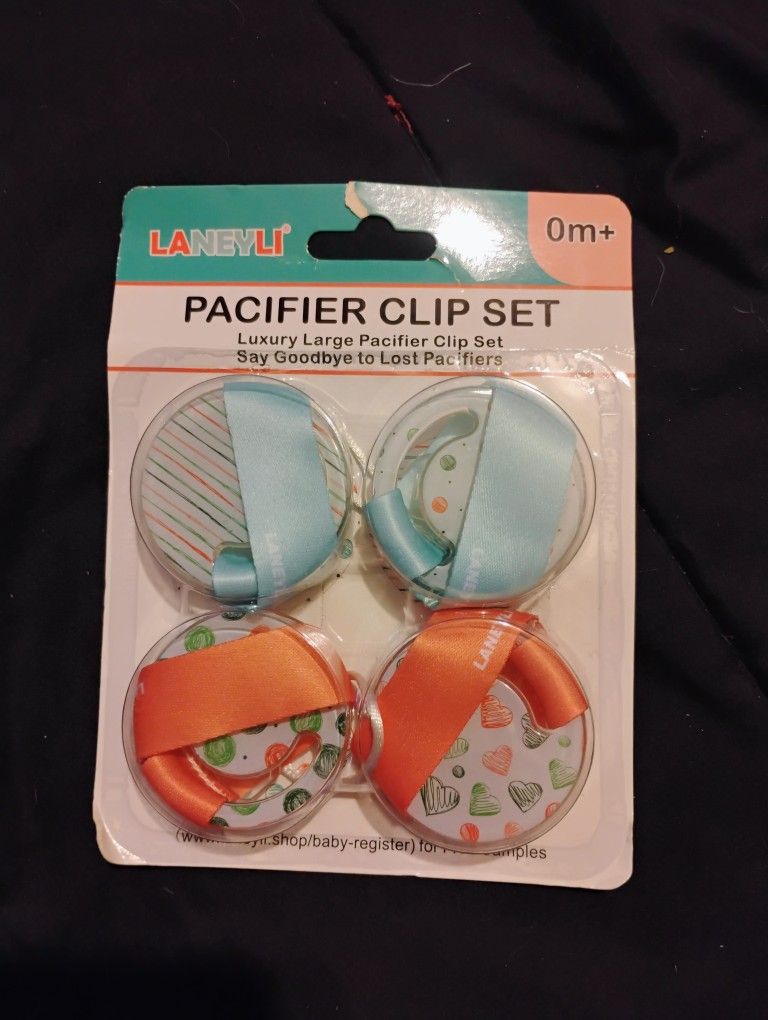 LANEYLI®
0m+
PACIFIER CLIP SET
Luxury Large Pacifier Clip Set
Say Goodbye to Lost Pacifiers
LANEYLI
LANEYLI
LANEYLI
.shop/baby-register) for